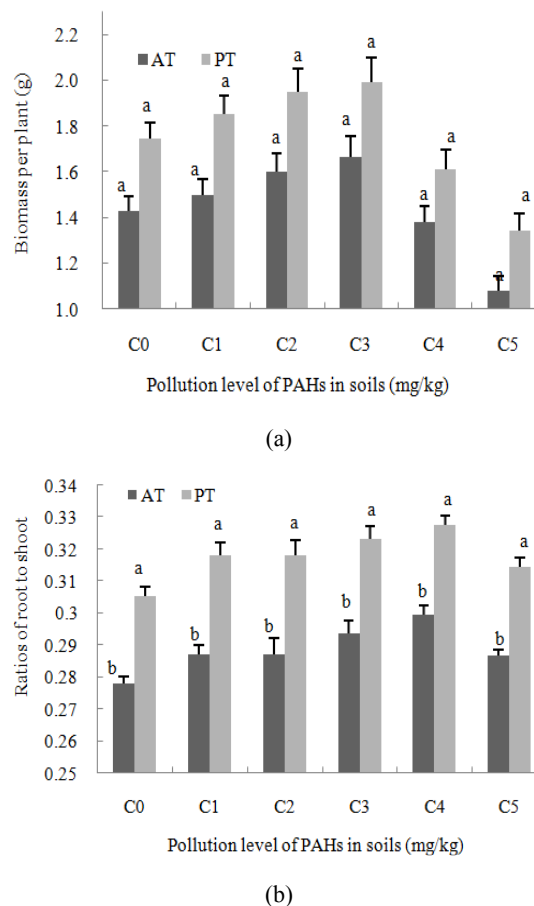 2.2
AT PT
2.0
1.8
1.6
1.4
1.2
1.0
Biomass per plant (g)
a a a a a a a a a a a a
C0 C1 C2 C3 C4 C5
Pollution level of PAHs in soils (mg/kg)
(a)
0.34
AT PT
0.33
0.32
0.31
0.3
0.29
0.28
0.27
0.26
0.25
Ratios of root to shoot
b a b a b a b a b a b a
C0 C1 C2 C3 C4 C5
Pollution level of PAHs in soils (mg/kg)
(b)